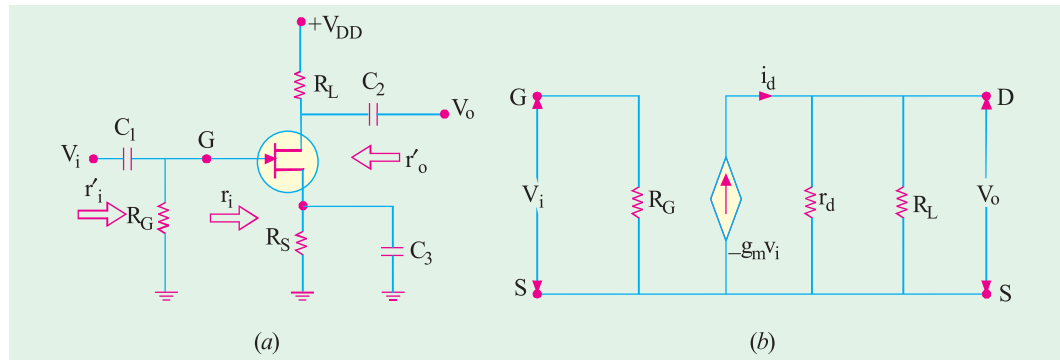 +V_DD
R_L
C_2
V_o
C_1
G
V_i
r'_o
r'_i
r_i
R_G
R_S
C_3
(a)
i_d
G
D
V_i
R_G
r_d
R_L
V_o
–g_m v_i
S
S
(b)